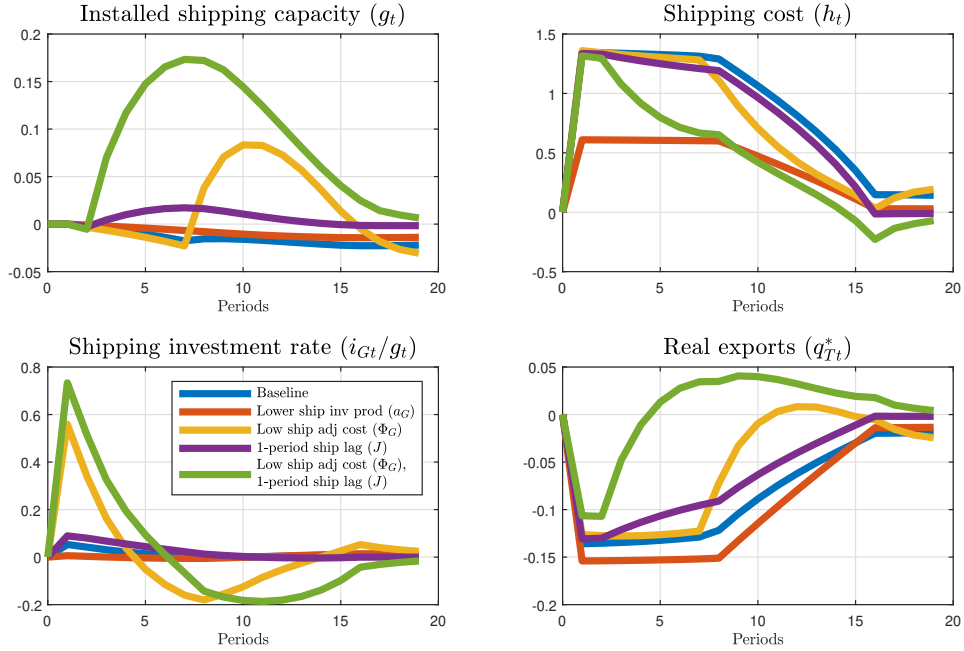 Installed shipping capacity (g_t)
0.2
0.15
0.1
0.05
0
-0.05
0 5 10 15 20
Periods
Shipping cost (h_t)
1.5
1
0.5
0
-0.5
0 5 10 15 20
Periods
Shipping investment rate (i_{Gt}/g_t)
0.8
0.6
0.4
0.2
0
-0.2
0 5 10 15 20
Periods
Baseline
Lower ship inv prod (a_G)
Low ship adj cost (Φ_G)
1-period ship lag (J)
Low ship adj cost (Φ_G),
1-period ship lag (J)
Real exports (q*_{Tt})
0.05
0
-0.05
-0.1
-0.15
-0.2
0 5 10 15 20
Periods